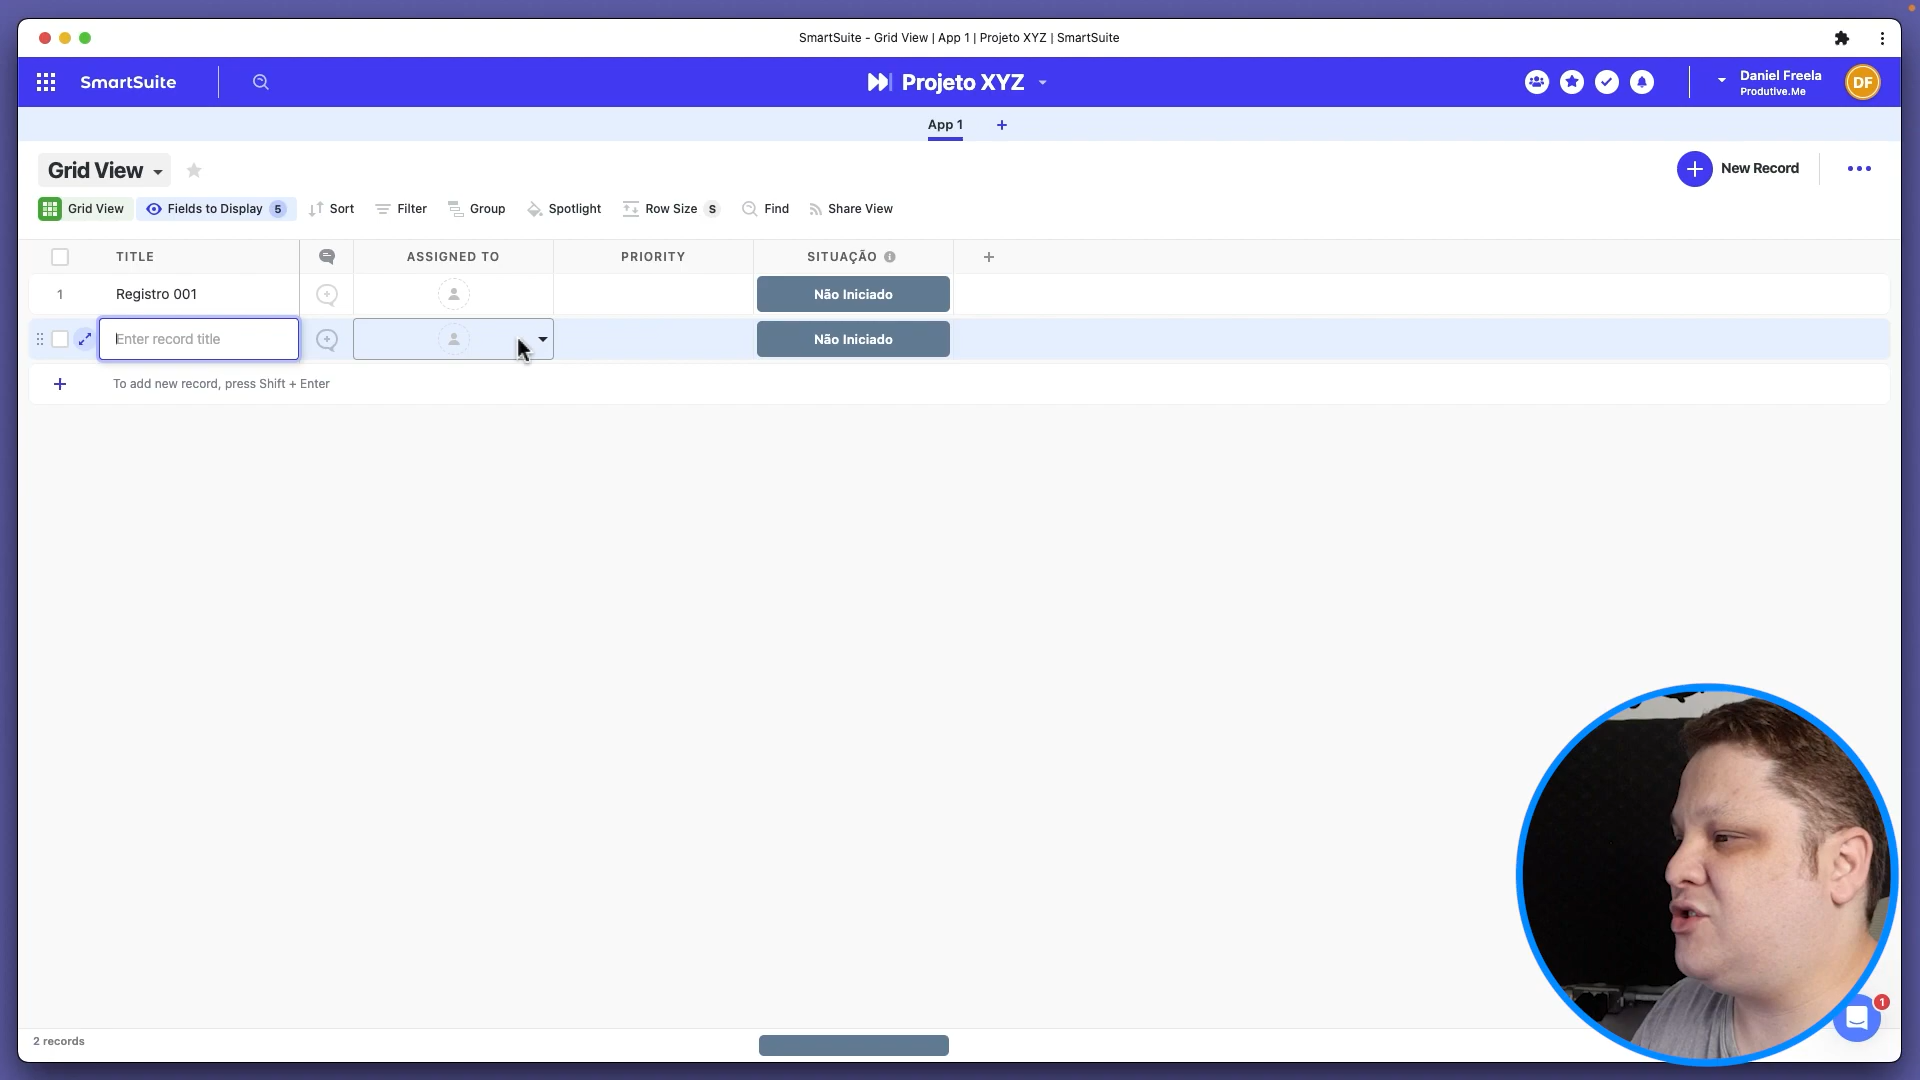 SmartSuite - Grid View | App 1 | Projeto XYZ | SmartSuite
SmartSuite
Projeto XYZ
Daniel Freela
Produtive.Me
DF
App 1
Grid View
New Record
Grid View
Fields to Display 5
Sort
Filter
Group
Spotlight
Row Size S
Find
Share View
TITLE
ASSIGNED TO
PRIORITY
SITUAÇÃO
1
Registro 001
Não Iniciado
Enter record title
Não Iniciado
To add new record, press Shift + Enter
1
2 records